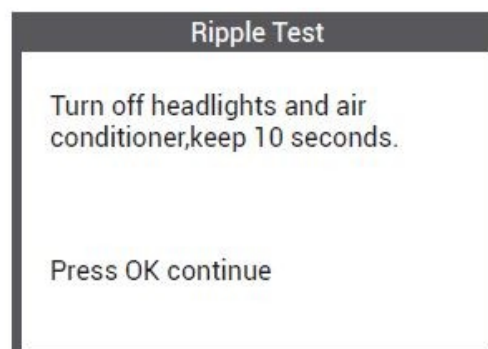 Ripple Test
Turn off headlights and air
conditioner,keep 10 seconds.
Press OK continue